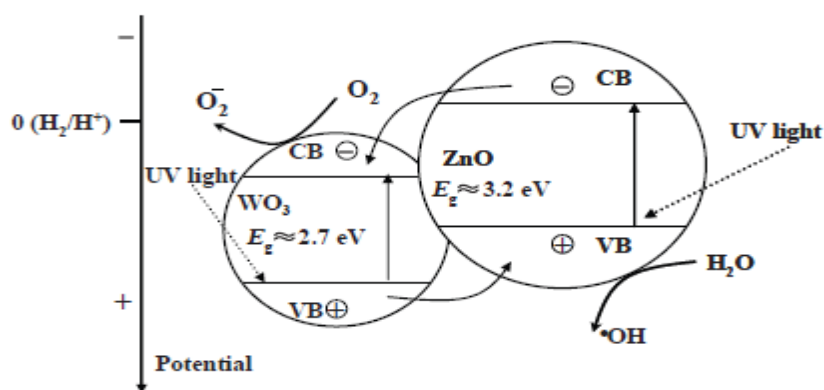 −
CB
⊖
O₂
O₂⁻
0 (H₂/H⁺)
UV light
CB ⊖
ZnO
UV light
E_g≈3.2 eV
WO₃
E_g≈2.7 eV
⊕ VB
H₂O
+
VB⊕
•OH
Potential